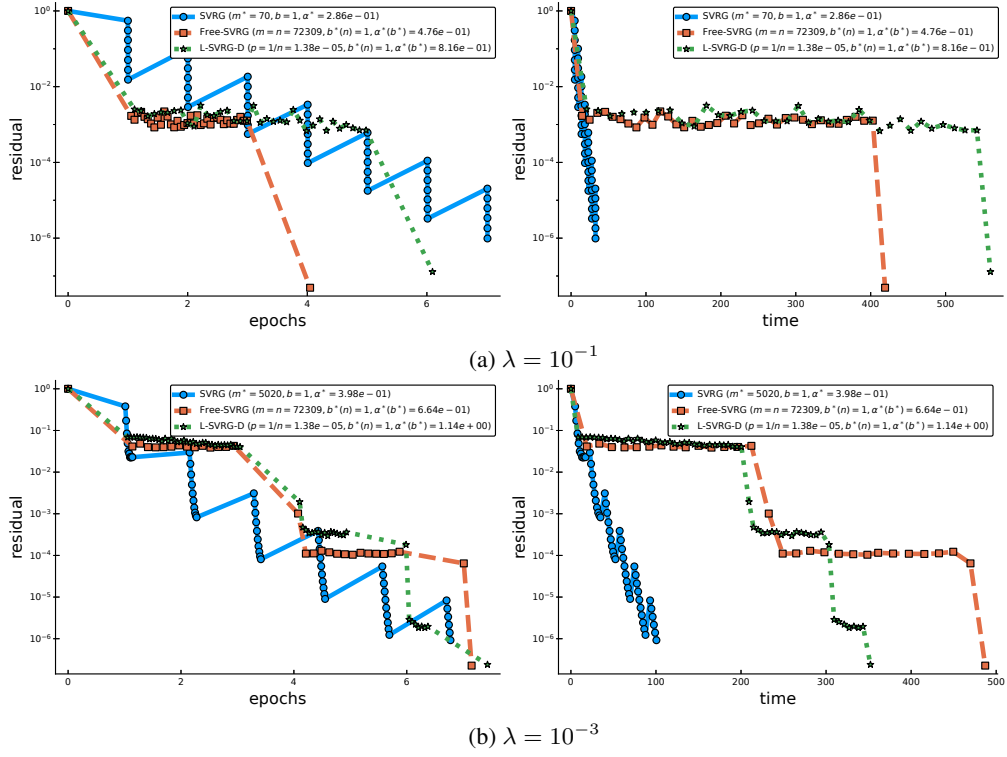 SVRG (m* = 70, b = 1, α* = 2.86e − 01)
Free-SVRG (m = n = 72309, b*(n) = 1, α*(b*) = 4.76e − 01)
L-SVRG-D (p = 1/n = 1.38e − 05, b*(n) = 1, α*(b*) = 8.16e − 01)
10⁰
10⁻²
10⁻⁴
10⁻⁶
residual
0 2 4 6
epochs
SVRG (m* = 70, b = 1, α* = 2.86e − 01)
Free-SVRG (m = n = 72309, b*(n) = 1, α*(b*) = 4.76e − 01)
L-SVRG-D (p = 1/n = 1.38e − 05, b*(n) = 1, α*(b*) = 8.16e − 01)
10⁰
10⁻²
10⁻⁴
10⁻⁶
residual
0 100 200 300 400 500
time
(a) λ = 10⁻¹
SVRG (m* = 5020, b = 1, α* = 3.98e − 01)
Free-SVRG (m = n = 72309, b*(n) = 1, α*(b*) = 6.64e − 01)
L-SVRG-D (p = 1/n = 1.38e − 05, b*(n) = 1, α*(b*) = 1.14e + 00)
10⁰
10⁻¹
10⁻²
10⁻³
10⁻⁴
10⁻⁵
10⁻⁶
residual
0 2 4 6
epochs
SVRG (m* = 5020, b = 1, α* = 3.98e − 01)
Free-SVRG (m = n = 72309, b*(n) = 1, α*(b*) = 6.64e − 01)
L-SVRG-D (p = 1/n = 1.38e − 05, b*(n) = 1, α*(b*) = 1.14e + 00)
10⁰
10⁻¹
10⁻²
10⁻³
10⁻⁴
10⁻⁵
10⁻⁶
residual
0 100 200 300 400 500
time
(b) λ = 10⁻³